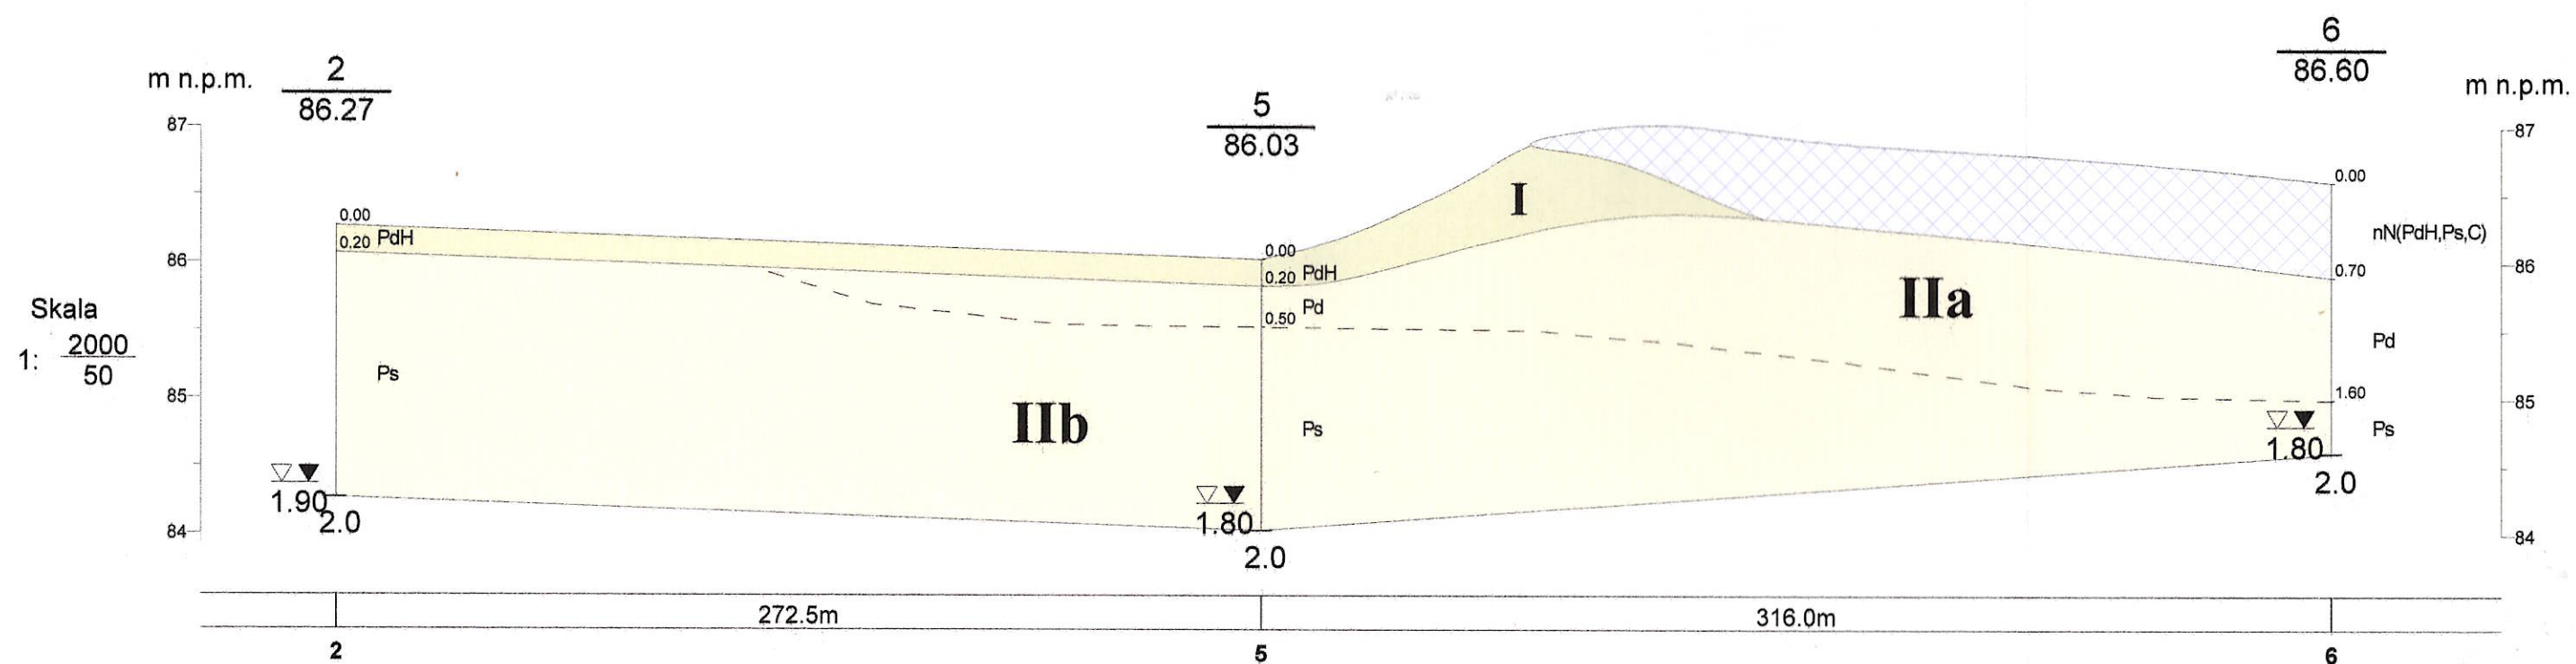 6
86.60
2
86.27
5
86.03
m n.p.m.
m n.p.m.
87
86
85
84
87
86
85
84
Skala
1: 2000
50
0.00
0.20 PdH
Ps
1.90
2.0
IIb
0.00
0.20 PdH
Pd
0.50
Ps
1.80
2.0
I
IIa
0.00
nN(PdH,Ps,C)
0.70
Pd
1.60
Ps
1.80
2.0
272.5m
316.0m
2
5
6